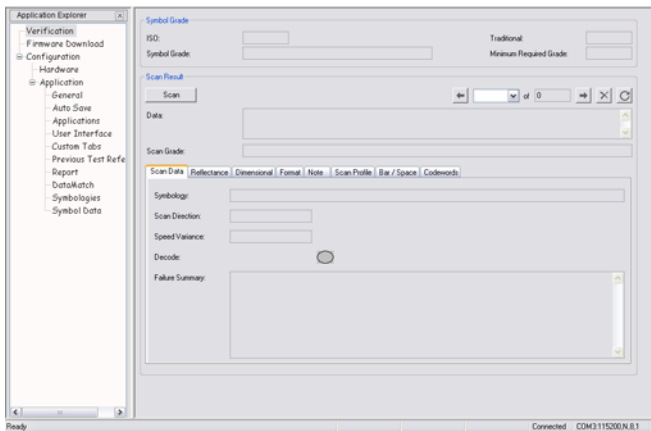 Application Explorer
Verification
Firmware Download
Configuration
Hardware
Application
General
Auto Save
Applications
User Interface
Custom Tabs
Previous Test Refe
Report
DataMatch
Symbologies
Symbol Data
Symbol Grade
ISO: Traditional:
Symbol Grade: Minimum Required Grade:
Scan Result
Scan of 0
Data:
Scan Grade:
Scan Data Reflectance Dimensional Format Note Scan Profile Bar / Space Codewords
Symbology:
Scan Direction:
Speed Variance:
Decode:
Failure Summary:
Ready Connected COM3:115200,N,8,1